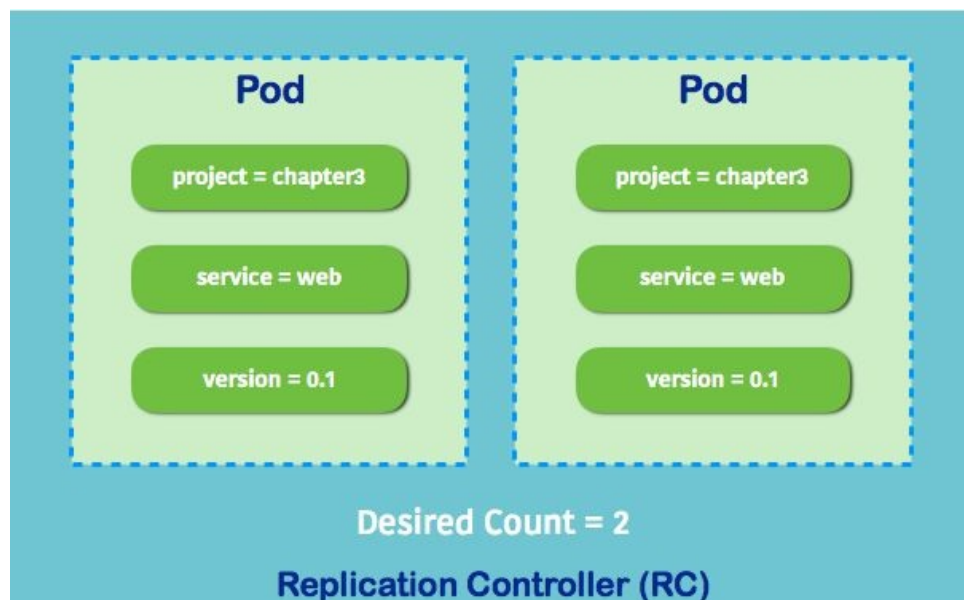 Pod
project = chapter3
service = web
version = 0.1
Pod
project = chapter3
service = web
version = 0.1
Desired Count = 2
Replication Controller (RC)